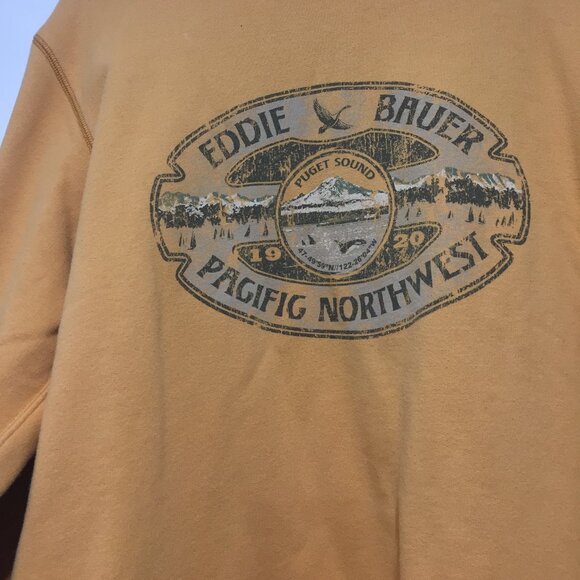 EDDIE BAUER
PUGET SOUND
19 20
PACIFIC NORTHWEST